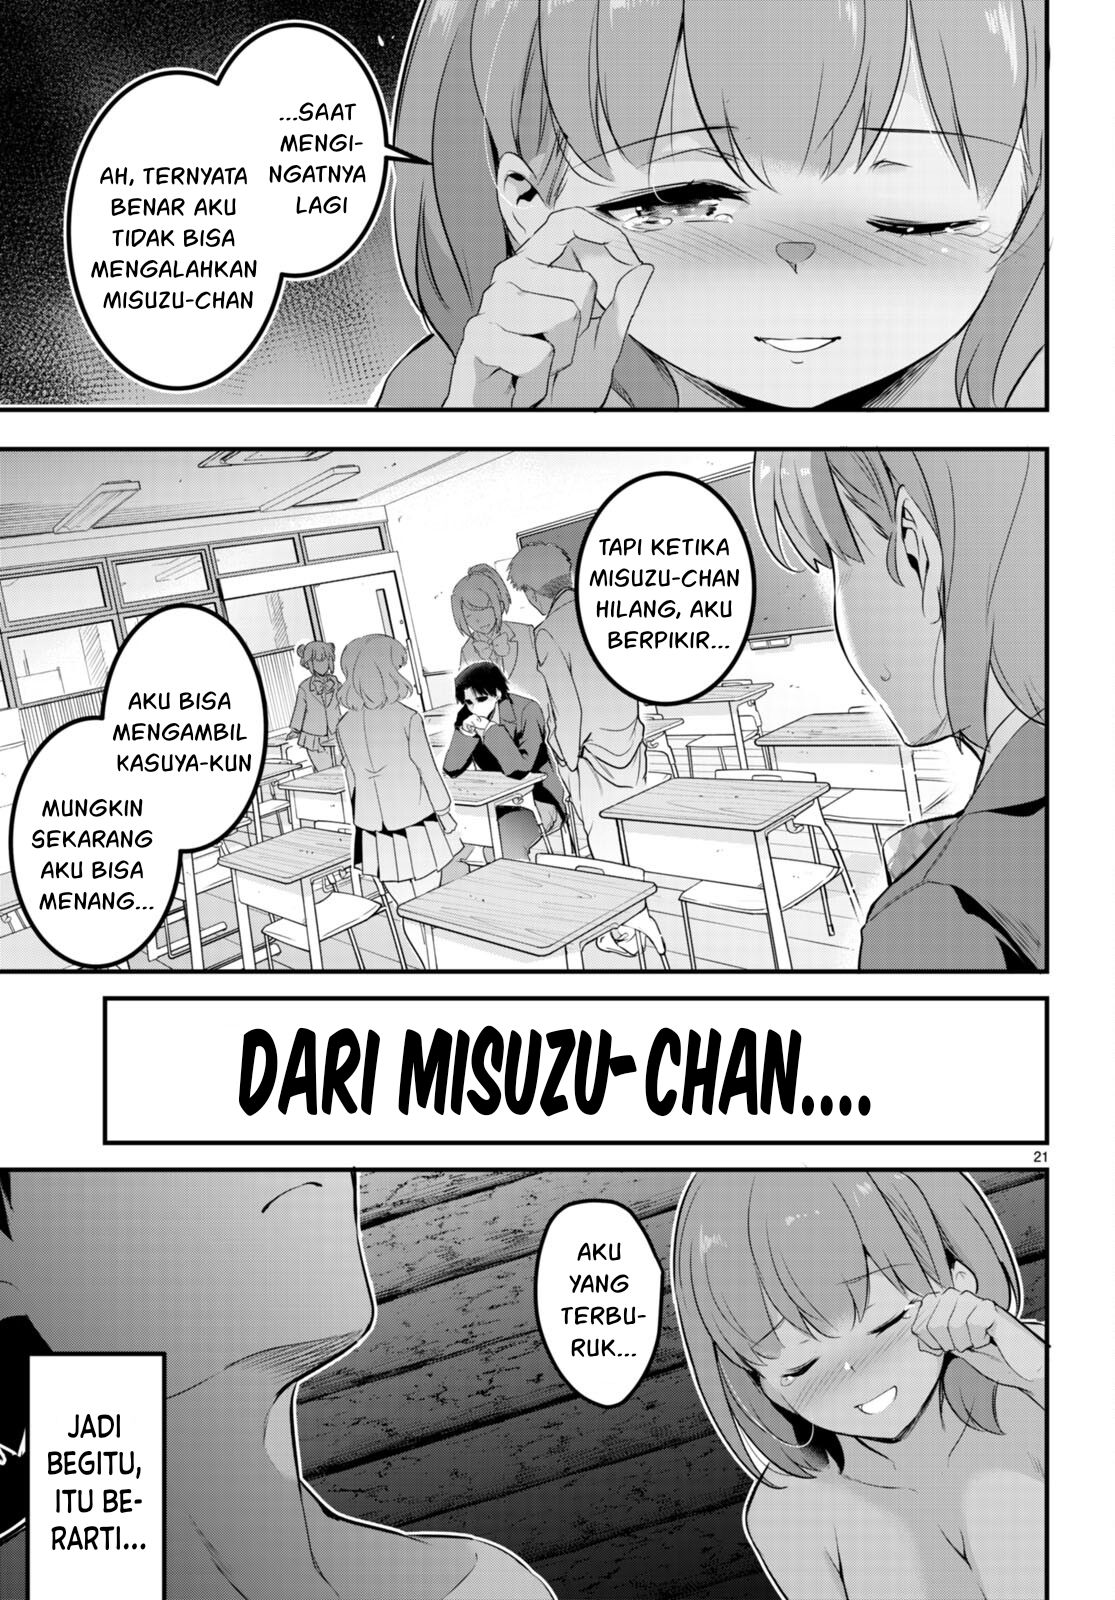 ...SAAT
MENGI-
NGATNYA
LAGI
AH, TERNYATA
BENAR AKU
TIDAK BISA
MENGALAHKAN
MISUZU-CHAN
TAPI KETIKA
MISUZU-CHAN
HILANG, AKU
BERPIKIR...
AKU BISA
MENGAMBIL
KASUYA-KUN
MUNGKIN
SEKARANG
AKU BISA
MENANG...
DARI MISUZU-CHAN....
21
AKU
YANG
TERBU-
RUK...
JADI
BEGITU,
ITU BE-
RARTI...